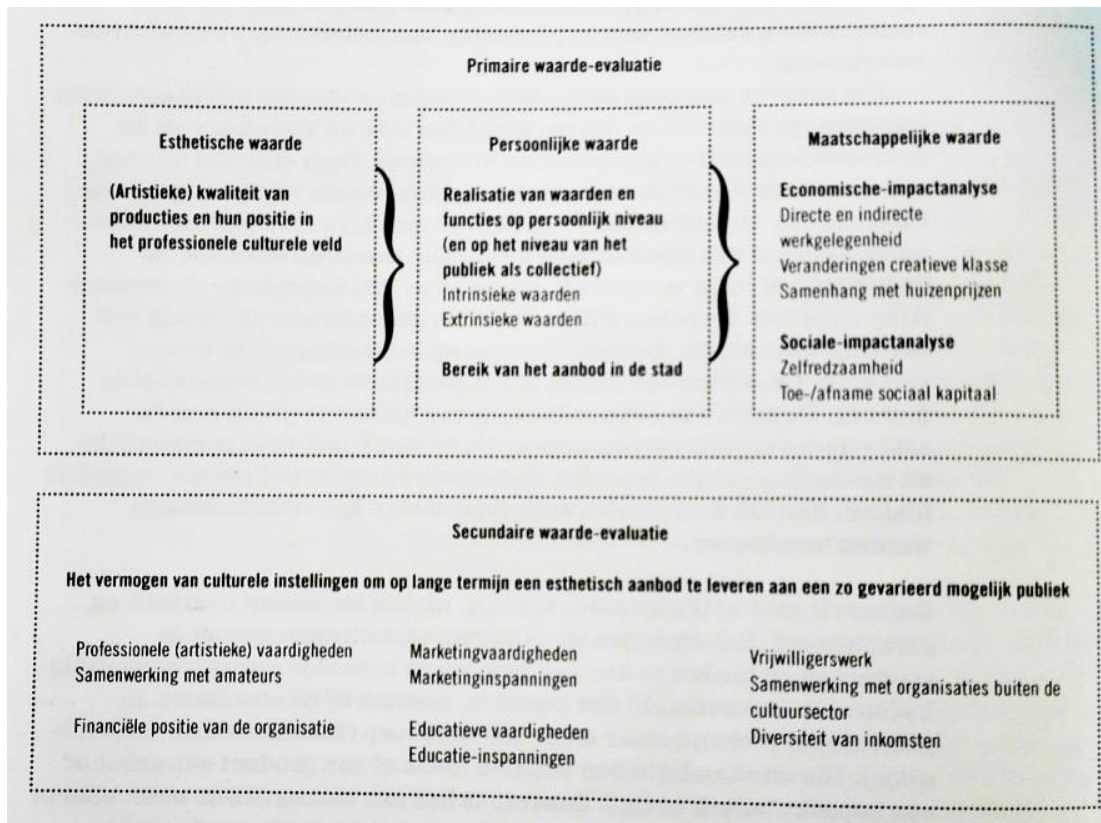 Primaire waarde-evaluatie
Esthetische waarde
(Artistieke) kwaliteit van
producties en hun positie in
het professionele culturele veld
Persoonlijke waarde
Realisatie van waarden en
functies op persoonlijk niveau
(en op het niveau van het
publiek als collectief)
Intrinsieke waarden
Extrinsieke waarden
Bereik van het aanbod in de stad
Maatschappelijke waarde
Economische-impactanalyse
Directe en indirecte
werkgelegenheid
Veranderingen creatieve klasse
Samenhang met huizenprijzen
Sociale-impactanalyse
Zelfredzaamheid
Toe-/afname sociaal kapitaal
Secundaire waarde-evaluatie
Het vermogen van culturele instellingen om op lange termijn een esthetisch aanbod te leveren aan een zo gevarieerd mogelijk publiek
Professionele (artistieke) vaardigheden
Samenwerking met amateurs
Financiële positie van de organisatie
Marketingvaardigheden
Marketinginspanningen
Educatieve vaardigheden
Educatie-inspanningen
Vrijwilligerswerk
Samenwerking met organisaties buiten de
cultuursector
Diversiteit van inkomsten